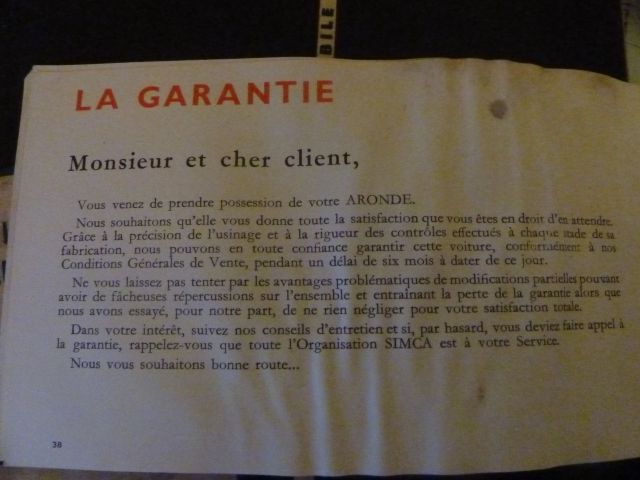 BILE
LA GARANTIE
Monsieur et cher client,
Vous venez de prendre possession de votre ARONDE.
Nous souhaitons qu'elle vous donne toute la satisfaction que vous êtes en droit d'en attendre.
Grâce à la précision de l'usinage et à la rigueur des contrôles effectués à chaque stade de sa
fabrication, nous pouvons en toute confiance garantir cette voiture, conformément à nos
Conditions Générales de Vente, pendant un délai de six mois à dater de ce jour.
Ne vous laissez pas tenter par les avantages problématiques de modifications partielles pouvant
avoir de fâcheuses répercussions sur l'ensemble et entraînant la perte de la garantie alors que
nous avons essayé, pour notre part, de ne rien négliger pour votre satisfaction totale.
Dans votre intérêt, suivez nos conseils d'entretien et si, par hasard, vous deviez faire appel à
la garantie, rappelez-vous que toute l'Organisation SIMCA est à votre Service.
Nous vous souhaitons bonne route...
38